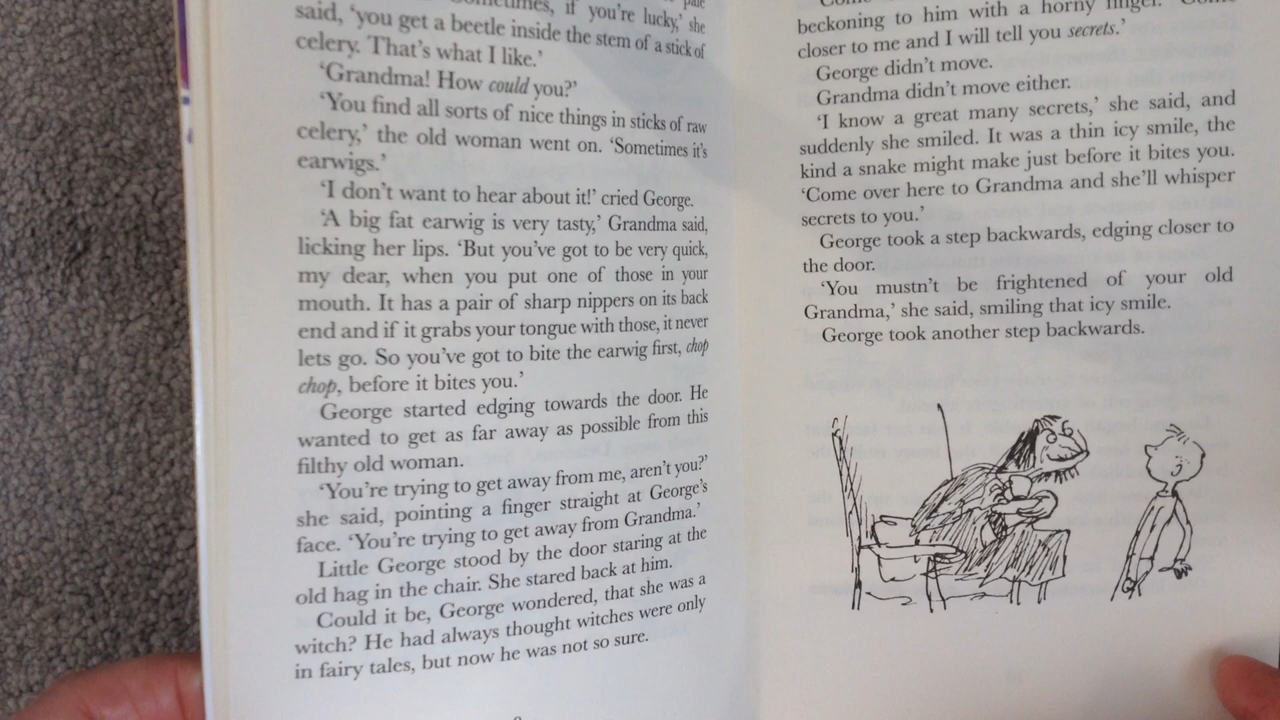 pale
Sometimes, if you're lucky,' she
said, 'you get a beetle inside the stem of a stick of
celery. That's what I like.'
'Grandma! How could you?'
'You find all sorts of nice things in sticks of raw
celery,' the old woman went on. 'Sometimes it's
earwigs.'
'I don't want to hear about it!' cried George.
'A big fat earwig is very tasty,' Grandma said,
licking her lips. 'But you've got to be very quick,
my dear, when you put one of those in your
mouth. It has a pair of sharp nippers on its back
end and if it grabs your tongue with those, it never
lets go. So you've got to bite the earwig first, chop
chop, before it bites you.'
George started edging towards the door. He
wanted to get as far away as possible from this
filthy old woman.
'You're trying to get away from me, aren't you?'
she said, pointing a finger straight at George's
face. 'You're trying to get away from Grandma.'
Little George stood by the door staring at the
old hag in the chair. She stared back at him.
Could it be, George wondered, that she was a
witch? He had always thought witches were only
in fairy tales, but now he was not so sure.
beckoning to him with a horny finger. 'Come
closer to me and I will tell you secrets.'
George didn't move.
Grandma didn't move either.
'I know a great many secrets,' she said, and
suddenly she smiled. It was a thin icy smile, the
kind a snake might make just before it bites you.
'Come over here to Grandma and she'll whisper
secrets to you.'
George took a step backwards, edging closer to
the door.
'You mustn't be frightened of your old
Grandma,' she said, smiling that icy smile.
George took another step backwards.